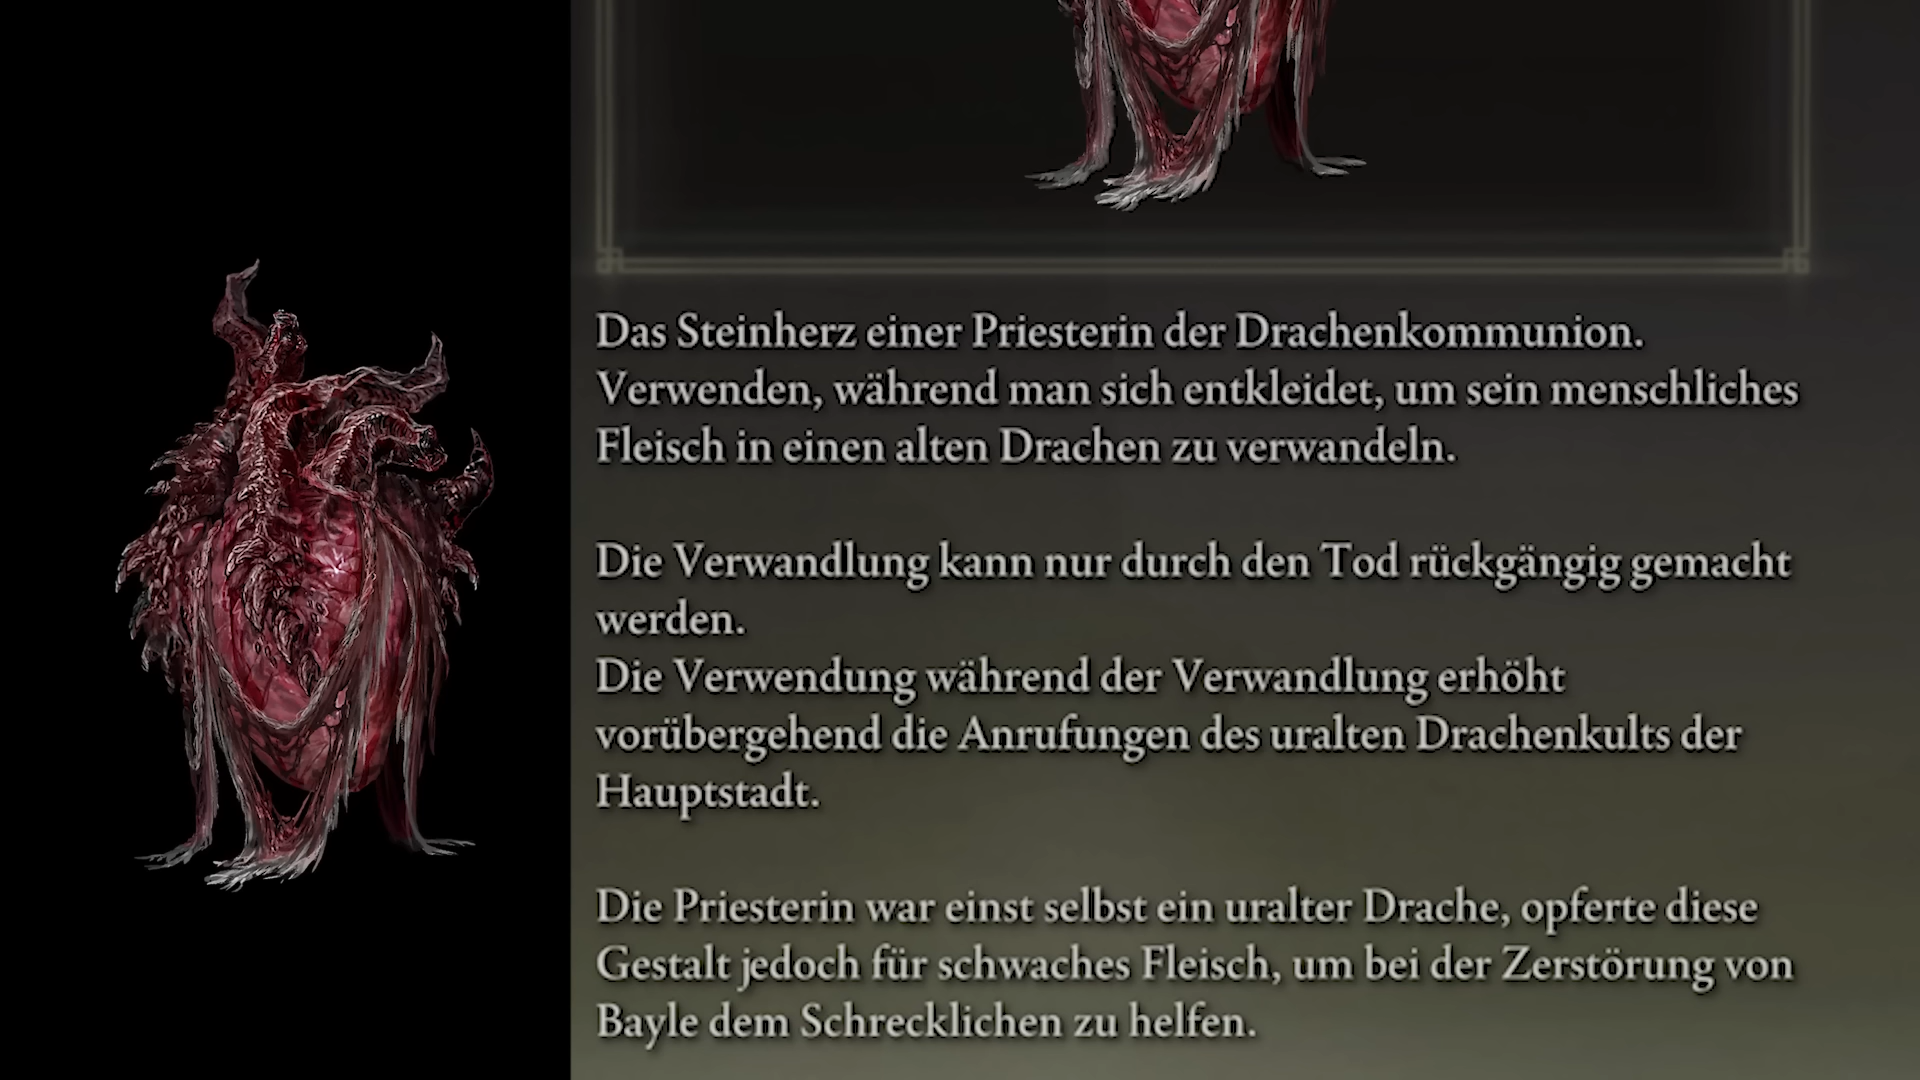 Das Steinherz einer Priesterin der Drachenkommunion.
Verwenden, während man sich entkleidet, um sein menschliches
Fleisch in einen alten Drachen zu verwandeln.
Die Verwandlung kann nur durch den Tod rückgängig gemacht
werden.
Die Verwendung während der Verwandlung erhöht
vorübergehend die Anrufungen des uralten Drachenkults der
Hauptstadt.
Die Priesterin war einst selbst ein uralter Drache, opferte diese
Gestalt jedoch für schwaches Fleisch, um bei der Zerstörung von
Bayle dem Schrecklichen zu helfen.